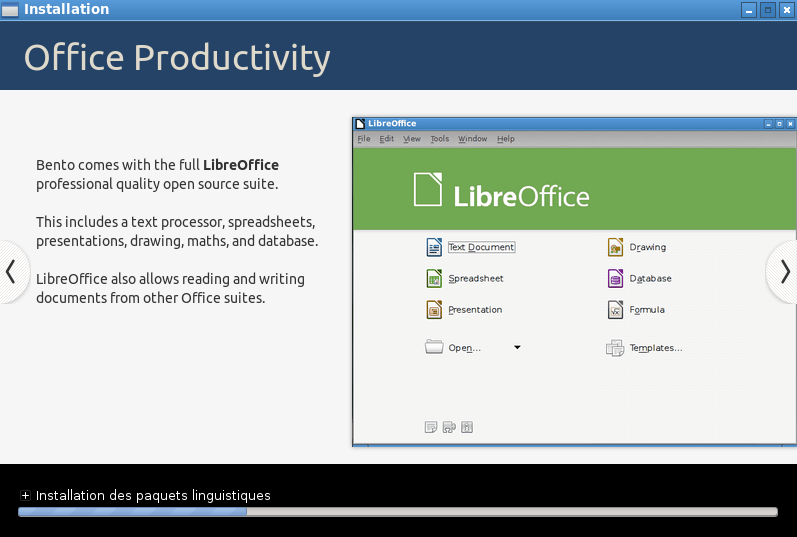 Installation
Office Productivity
Bento comes with the full LibreOffice
professional quality open source suite.
This includes a text processor, spreadsheets,
presentations, drawing, maths, and database.
LibreOffice also allows reading and writing
documents from other Office suites.
LibreOffice
File Edit View Tools Window Help
LibreOffice
Text Document Drawing
Spreadsheet Database
Presentation Formula
Open... Templates...
Installation des paquets linguistiques